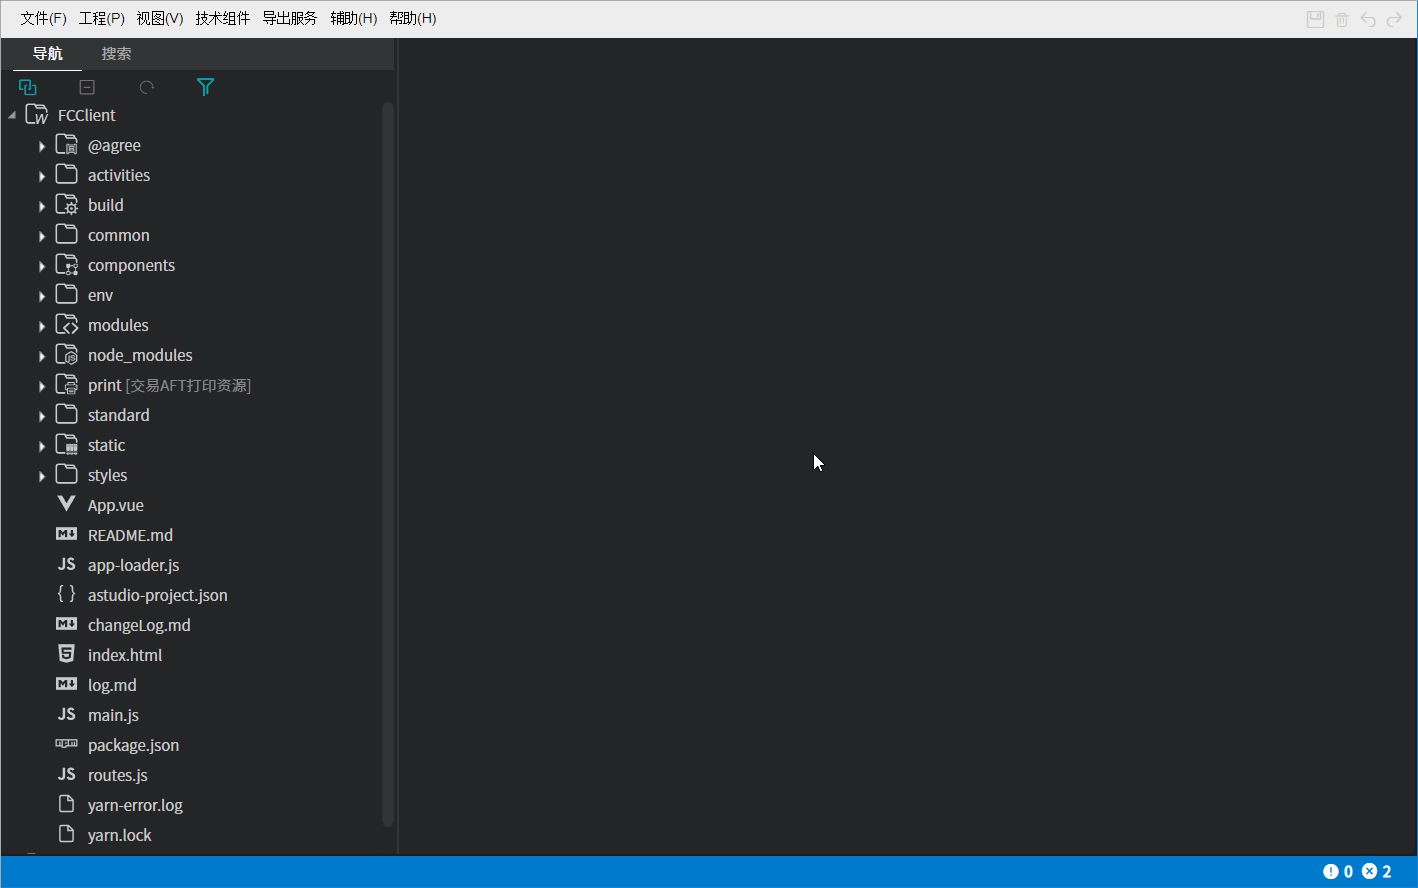 文件(F) 工程(P) 视图(V) 技术组件 导出服务 辅助(H) 帮助(H)
导航 搜索
FCClient
@agree
activities
build
common
components
env
modules
node_modules
print [交易AFT打印资源]
standard
static
styles
App.vue
README.md
JS app-loader.js
{ } astudio-project.json
changeLog.md
index.html
log.md
JS main.js
package.json
JS routes.js
yarn-error.log
yarn.lock
0 2